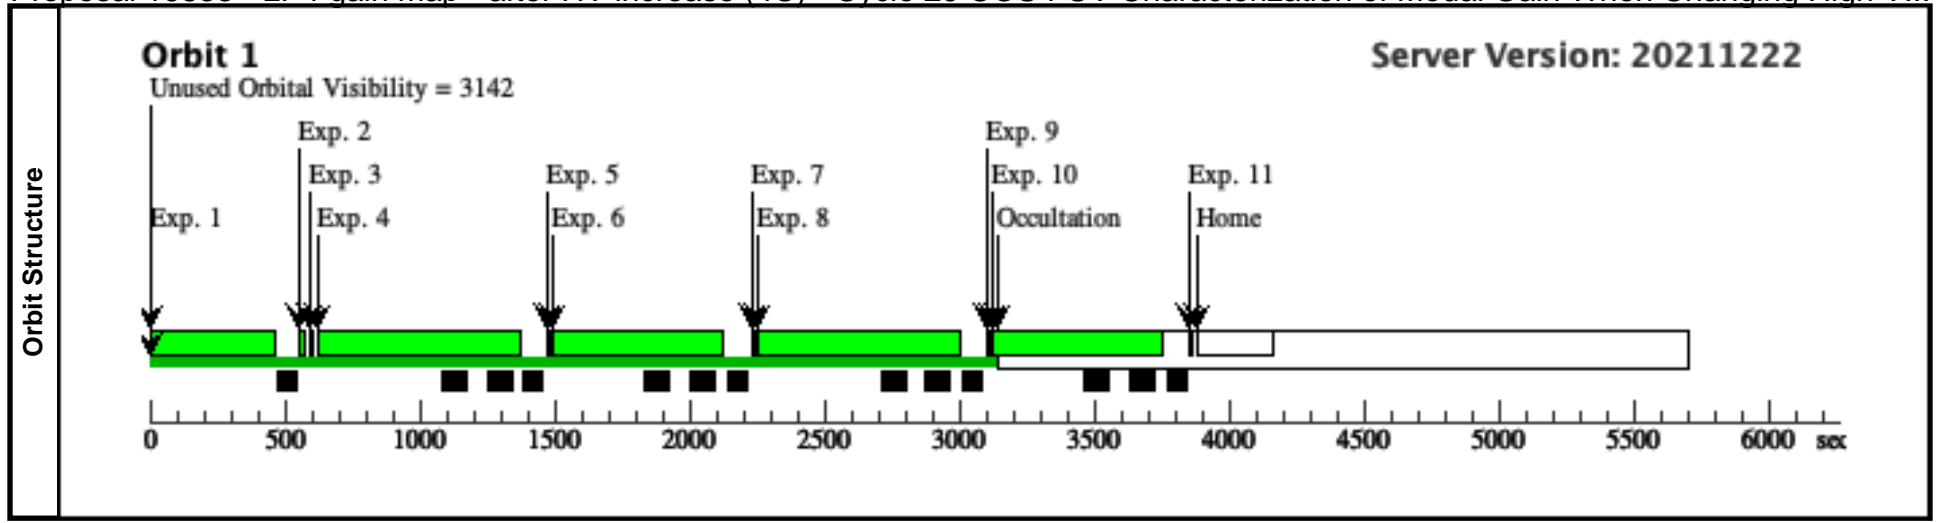 Orbit Structure
Orbit 1
Server Version: 20211222
Unused Orbital Visibility = 3142
Exp. 2
Exp. 9
Exp. 3
Exp. 5
Exp. 7
Exp. 10
Exp. 11
Exp. 1
Exp. 4
Exp. 6
Exp. 8
Occultation
Home
0 500 1000 1500 2000 2500 3000 3500 4000 4500 5000 5500 6000 sec